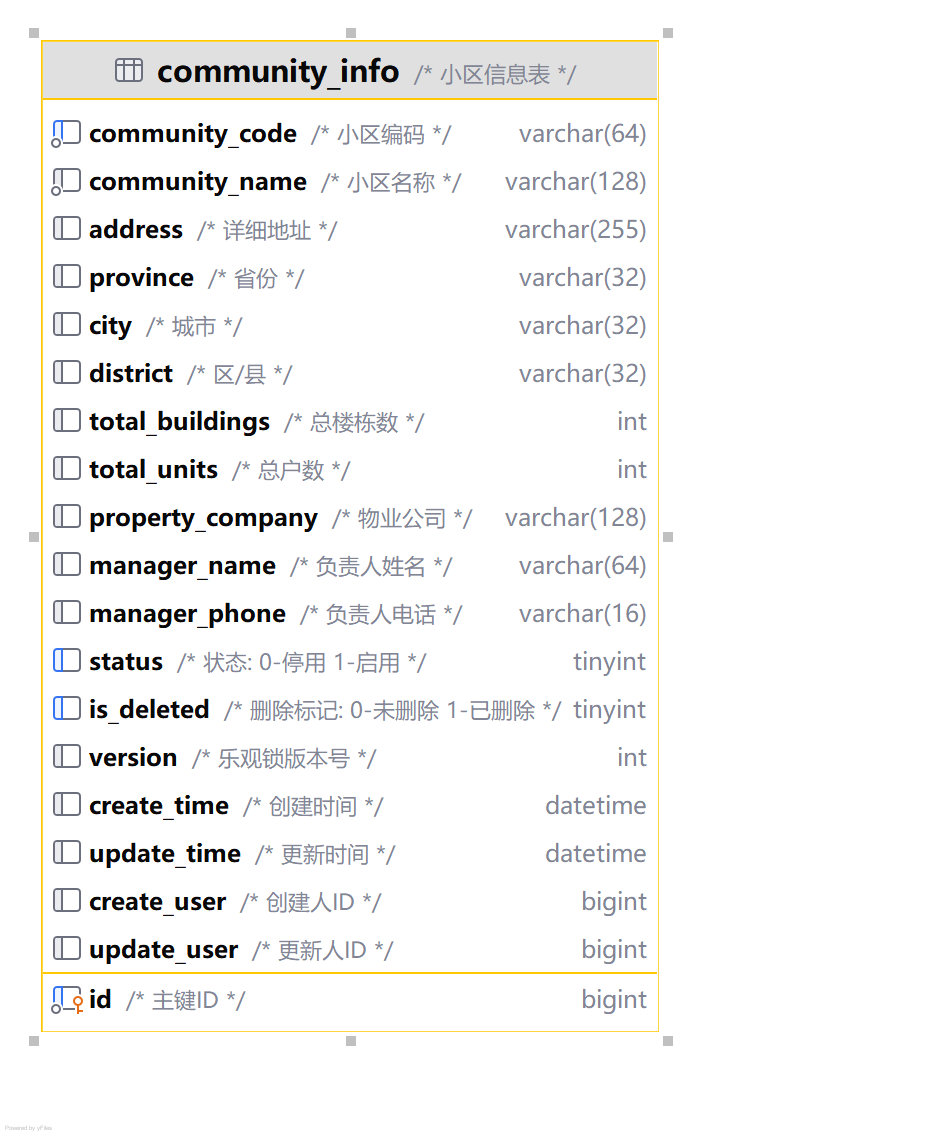 community_info /* 小区信息表 */
community_code /* 小区编码 */ varchar(64)
community_name /* 小区名称 */ varchar(128)
address /* 详细地址 */ varchar(255)
province /* 省份 */ varchar(32)
city /* 城市 */ varchar(32)
district /* 区/县 */ varchar(32)
total_buildings /* 总楼栋数 */ int
total_units /* 总户数 */ int
property_company /* 物业公司 */ varchar(128)
manager_name /* 负责人姓名 */ varchar(64)
manager_phone /* 负责人电话 */ varchar(16)
status /* 状态: 0-停用 1-启用 */ tinyint
is_deleted /* 删除标记: 0-未删除 1-已删除 */ tinyint
version /* 乐观锁版本号 */ int
create_time /* 创建时间 */ datetime
update_time /* 更新时间 */ datetime
create_user /* 创建人ID */ bigint
update_user /* 更新人ID */ bigint
id /* 主键ID */ bigint
Powered by yFiles